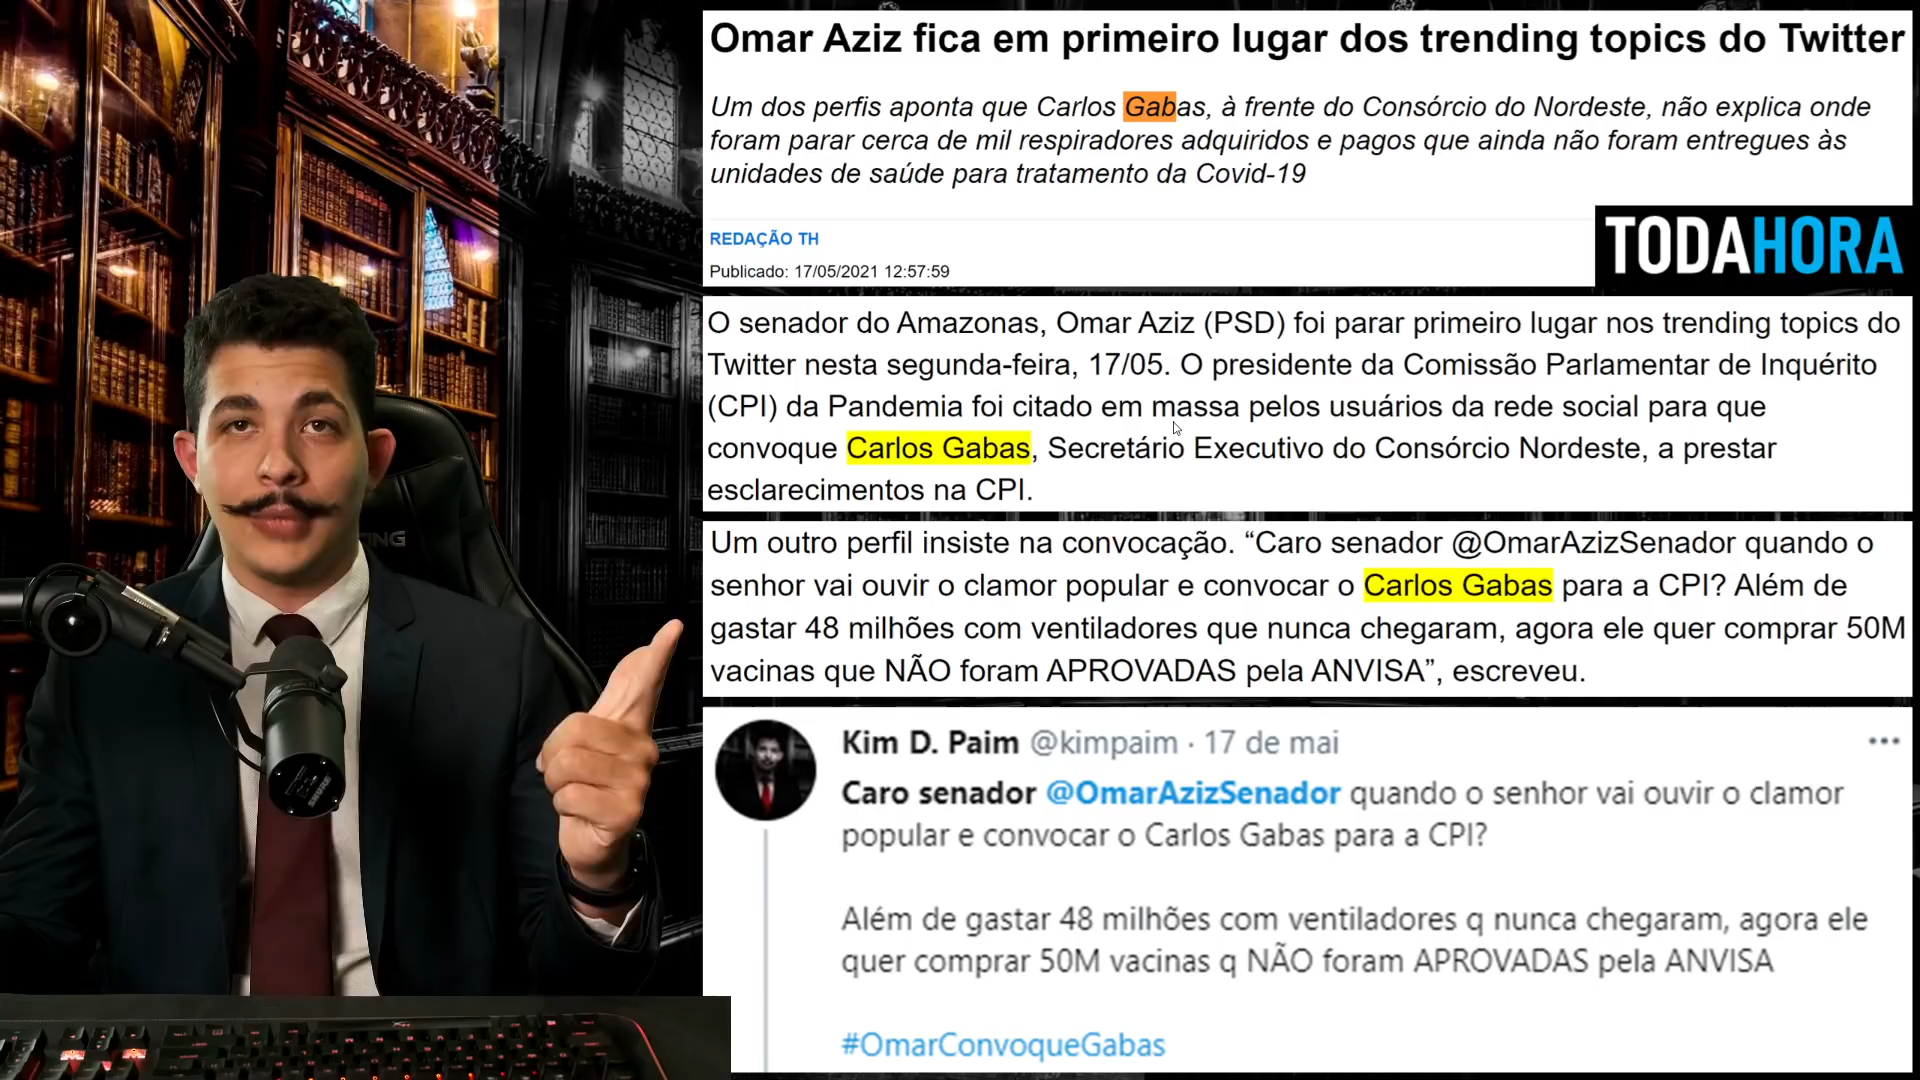 Omar Aziz fica em primeiro lugar dos trending topics do Twitter
Um dos perfis aponta que Carlos Gabas, à frente do Consórcio do Nordeste, não explica onde
foram parar cerca de mil respiradores adquiridos e pagos que ainda não foram entregues às
unidades de saúde para tratamento da Covid-19
REDAÇÃO TH
Publicado: 17/05/2021 12:57:59
TODAHORA
O senador do Amazonas, Omar Aziz (PSD) foi parar primeiro lugar nos trending topics do
Twitter nesta segunda-feira, 17/05. O presidente da Comissão Parlamentar de Inquérito
(CPI) da Pandemia foi citado em massa pelos usuários da rede social para que
convoque Carlos Gabas, Secretário Executivo do Consórcio Nordeste, a prestar
esclarecimentos na CPI.
Um outro perfil insiste na convocação. “Caro senador @OmarAzizSenador quando o
senhor vai ouvir o clamor popular e convocar o Carlos Gabas para a CPI? Além de
gastar 48 milhões com ventiladores que nunca chegaram, agora ele quer comprar 50M
vacinas que NÃO foram APROVADAS pela ANVISA”, escreveu.
Kim D. Paim @kimpaim · 17 de mai
Caro senador @OmarAzizSenador quando o senhor vai ouvir o clamor
popular e convocar o Carlos Gabas para a CPI?
Além de gastar 48 milhões com ventiladores q nunca chegaram, agora ele
quer comprar 50M vacinas q NÃO foram APROVADAS pela ANVISA
#OmarConvoqueGabas
SHURE